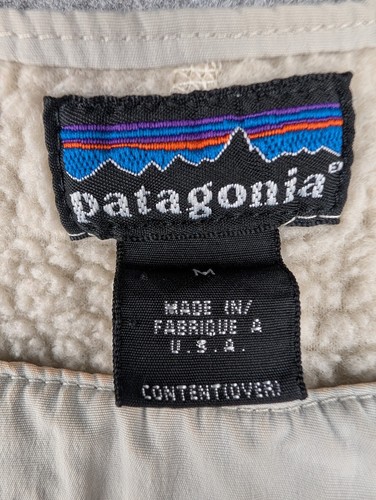 patagonia®
M
MADE IN/
FABRIQUE A
U.S.A.
CONTENT(OVER)